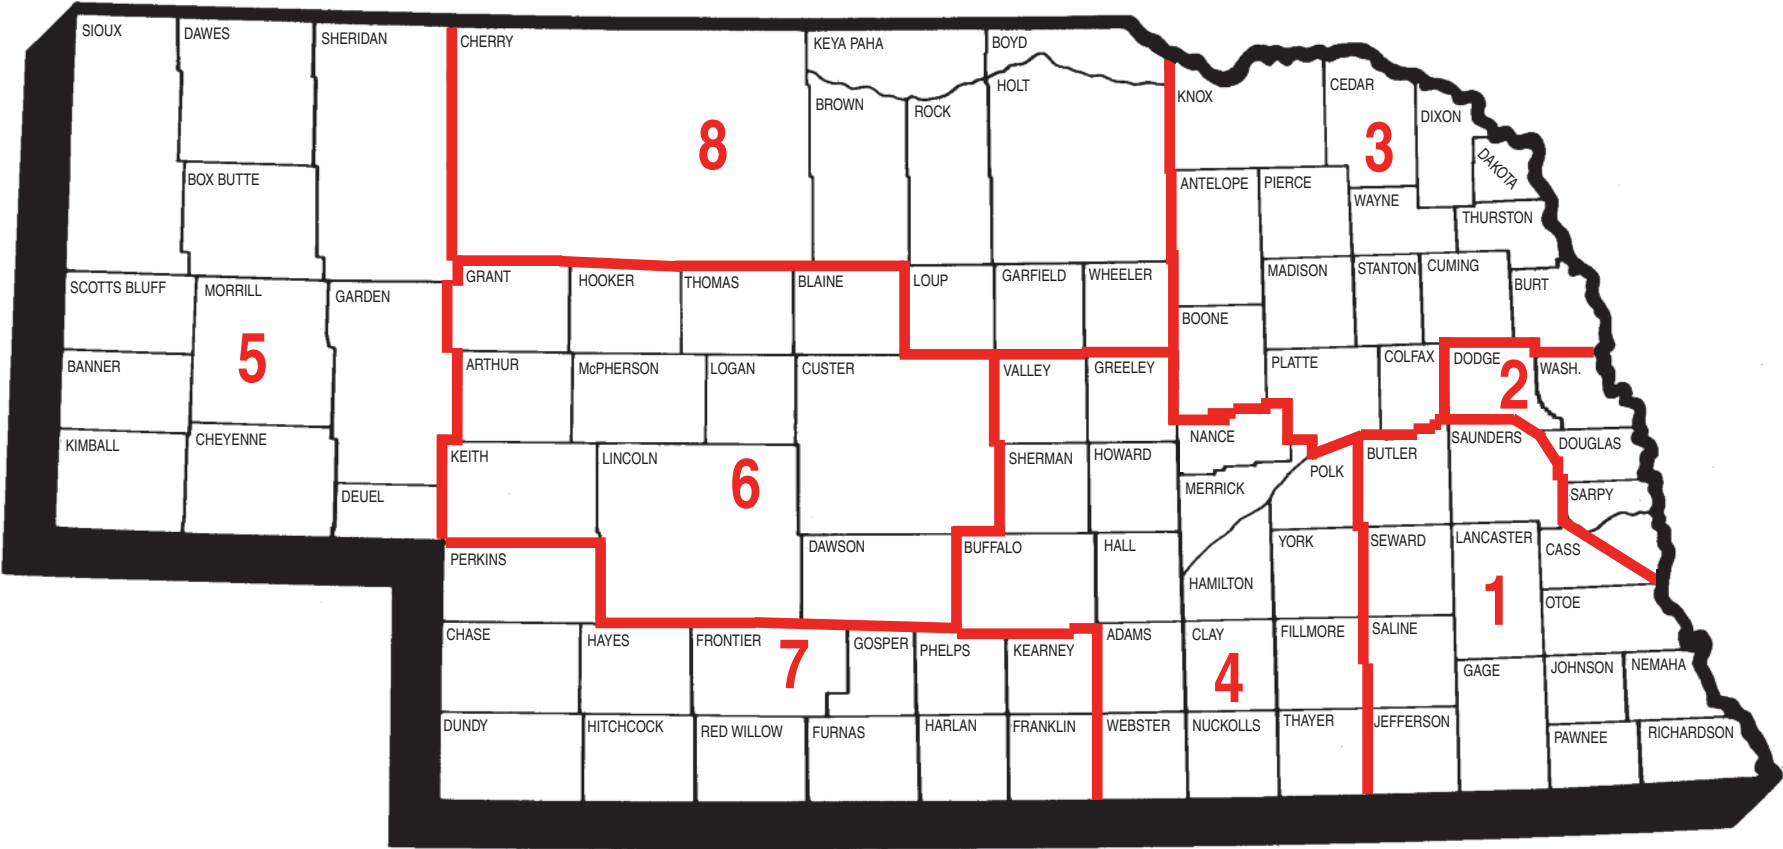 SIOUX
DAWES
SHERIDAN
CHERRY
KEYA PAHA
BOYD
HOLT
BROWN
ROCK
KNOX
CEDAR
DIXON
DAKOTA
8
3
BOX BUTTE
ANTELOPE
PIERCE
WAYNE
THURSTON
SCOTTS BLUFF
MORRILL
GARDEN
GRANT
HOOKER
THOMAS
BLAINE
LOUP
GARFIELD
WHEELER
MADISON
STANTON
CUMING
BURT
BOONE
5
BANNER
ARTHUR
McPHERSON
LOGAN
CUSTER
VALLEY
GREELEY
PLATTE
COLFAX
DODGE
2
WASH.
KIMBALL
CHEYENNE
KEITH
LINCOLN
SHERMAN
HOWARD
NANCE
BUTLER
SAUNDERS
DOUGLAS
POLK
DEUEL
6
MERRICK
SARPY
PERKINS
DAWSON
BUFFALO
HALL
YORK
SEWARD
LANCASTER
CASS
HAMILTON
1
OTOE
CHASE
HAYES
FRONTIER
7
GOSPER
PHELPS
KEARNEY
ADAMS
CLAY
FILLMORE
SALINE
4
GAGE
JOHNSON
NEMAHA
DUNDY
HITCHCOCK
RED WILLOW
FURNAS
HARLAN
FRANKLIN
WEBSTER
NUCKOLLS
THAYER
JEFFERSON
PAWNEE
RICHARDSON